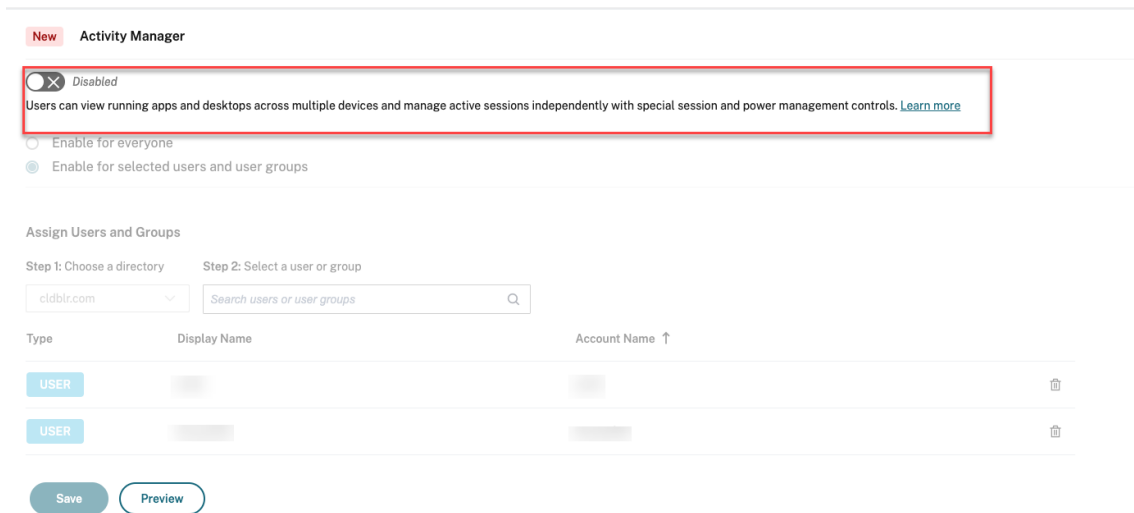 New Activity Manager
Disabled
Users can view running apps and desktops across multiple devices and manage active sessions independently with special session and power management controls. Learn more
Enable for everyone
Enable for selected users and user groups
Assign Users and Groups
Step 1: Choose a directory Step 2: Select a user or group
cldblr.com Search users or user groups
Type Display Name Account Name ↑
USER
USER
Save Preview